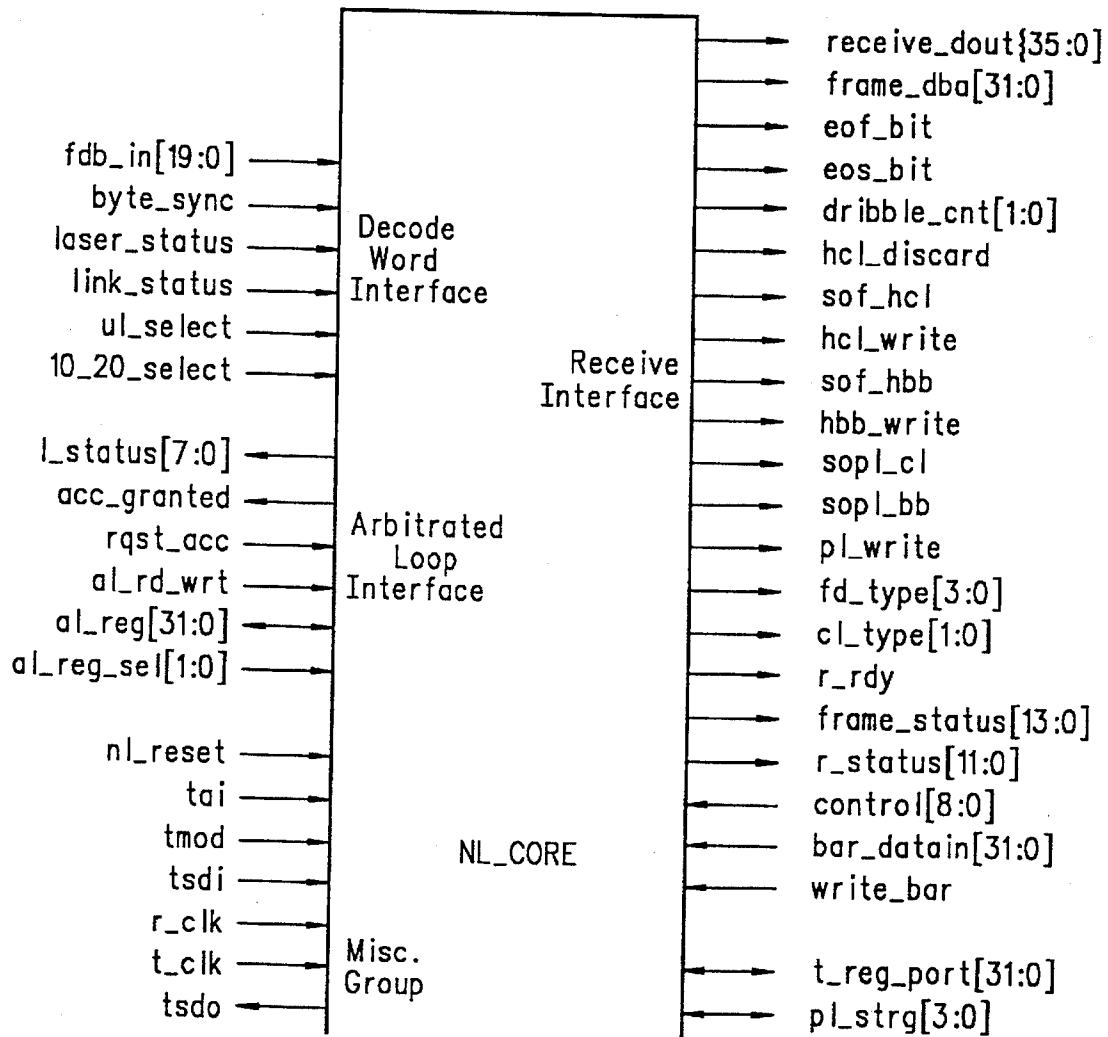 fdb_in[19:0]
byte_sync
laser_status
link_status
ul_select
10_20_select
l_status[7:0]
acc_granted
rqst_acc
al_rd_wrt
al_reg[31:0]
al_reg_sel[1:0]
nl_reset
tai
tmod
tsdi
r_clk
t_clk
tsdo
Decode
Word
Interface
Arbitrated
Loop
Interface
Misc.
Group
NL_CORE
Receive
Interface
receive_dout{35:0]
frame_dba[31:0]
eof_bit
eos_bit
dribble_cnt[1:0]
hcl_discard
sof_hcl
hcl_write
sof_hbb
hbb_write
sopl_cl
sopl_bb
pl_write
fd_type[3:0]
cl_type[1:0]
r_rdy
frame_status[13:0]
r_status[11:0]
control[8:0]
bar_datain[31:0]
write_bar
t_reg_port[31:0]
pl_strg[3:0]